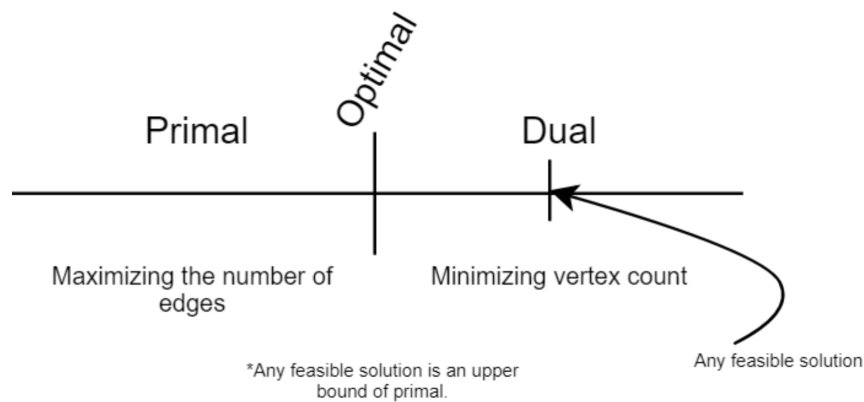 Optimal
Primal
Dual
Maximizing the number of
edges
Minimizing vertex count
*Any feasible solution is an upper
bound of primal.
Any feasible solution